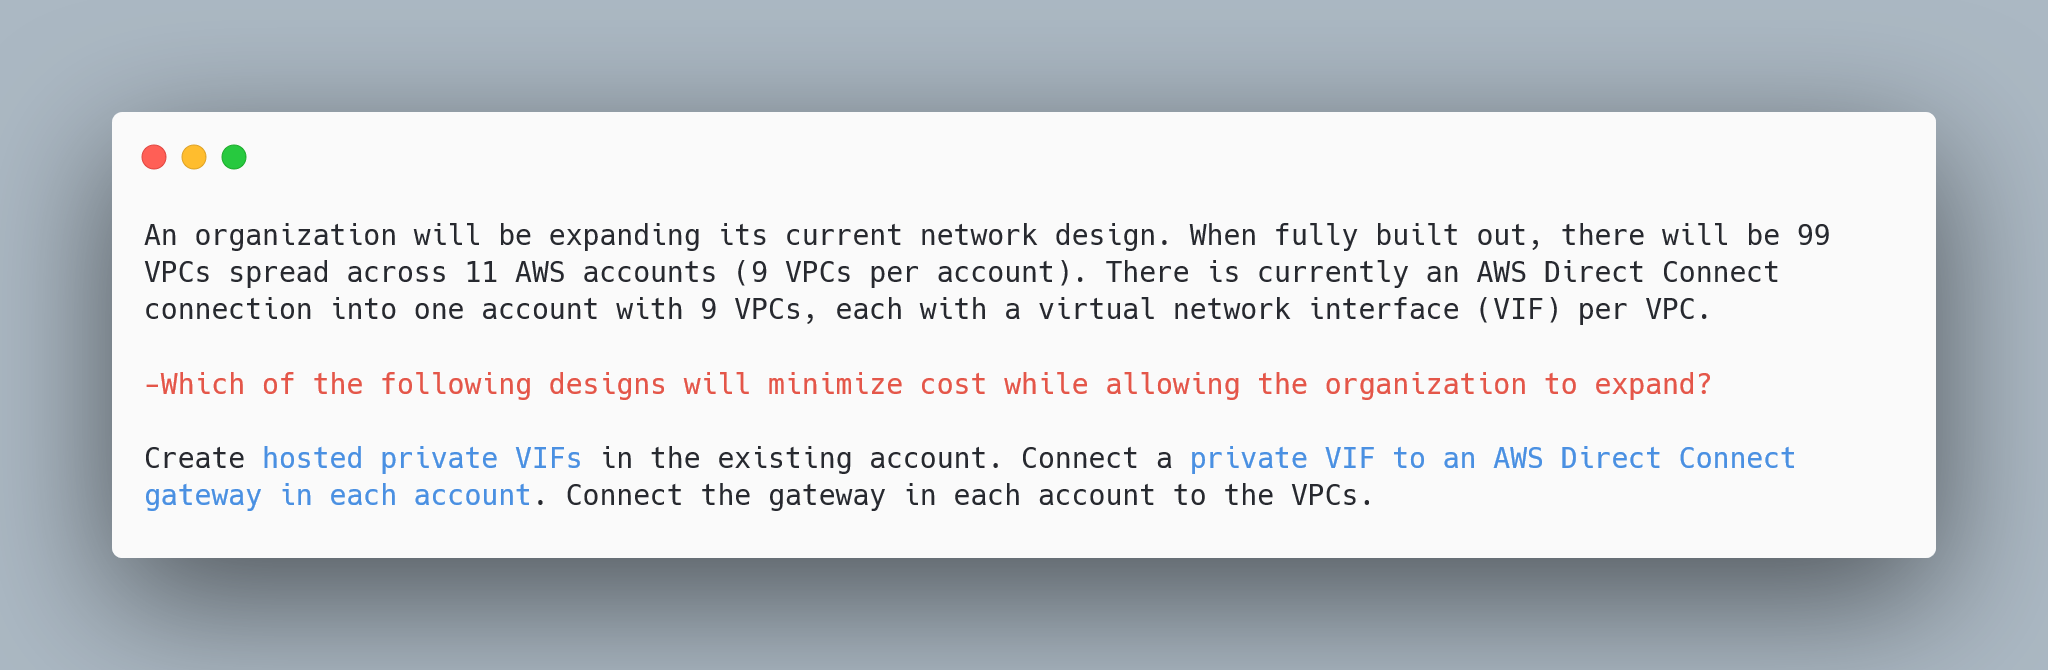 An organization will be expanding its current network design. When fully built out, there will be 99
VPCs spread across 11 AWS accounts (9 VPCs per account). There is currently an AWS Direct Connect
connection into one account with 9 VPCs, each with a virtual network interface (VIF) per VPC.
-Which of the following designs will minimize cost while allowing the organization to expand?
Create hosted private VIFs in the existing account. Connect a private VIF to an AWS Direct Connect
gateway in each account. Connect the gateway in each account to the VPCs.